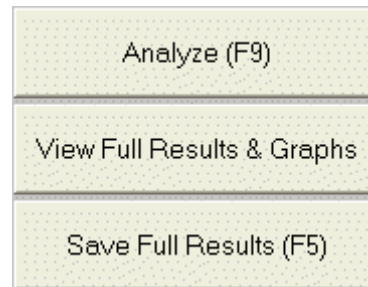 Analyze (F9)
View Full Results & Graphs
Save Full Results (F5)